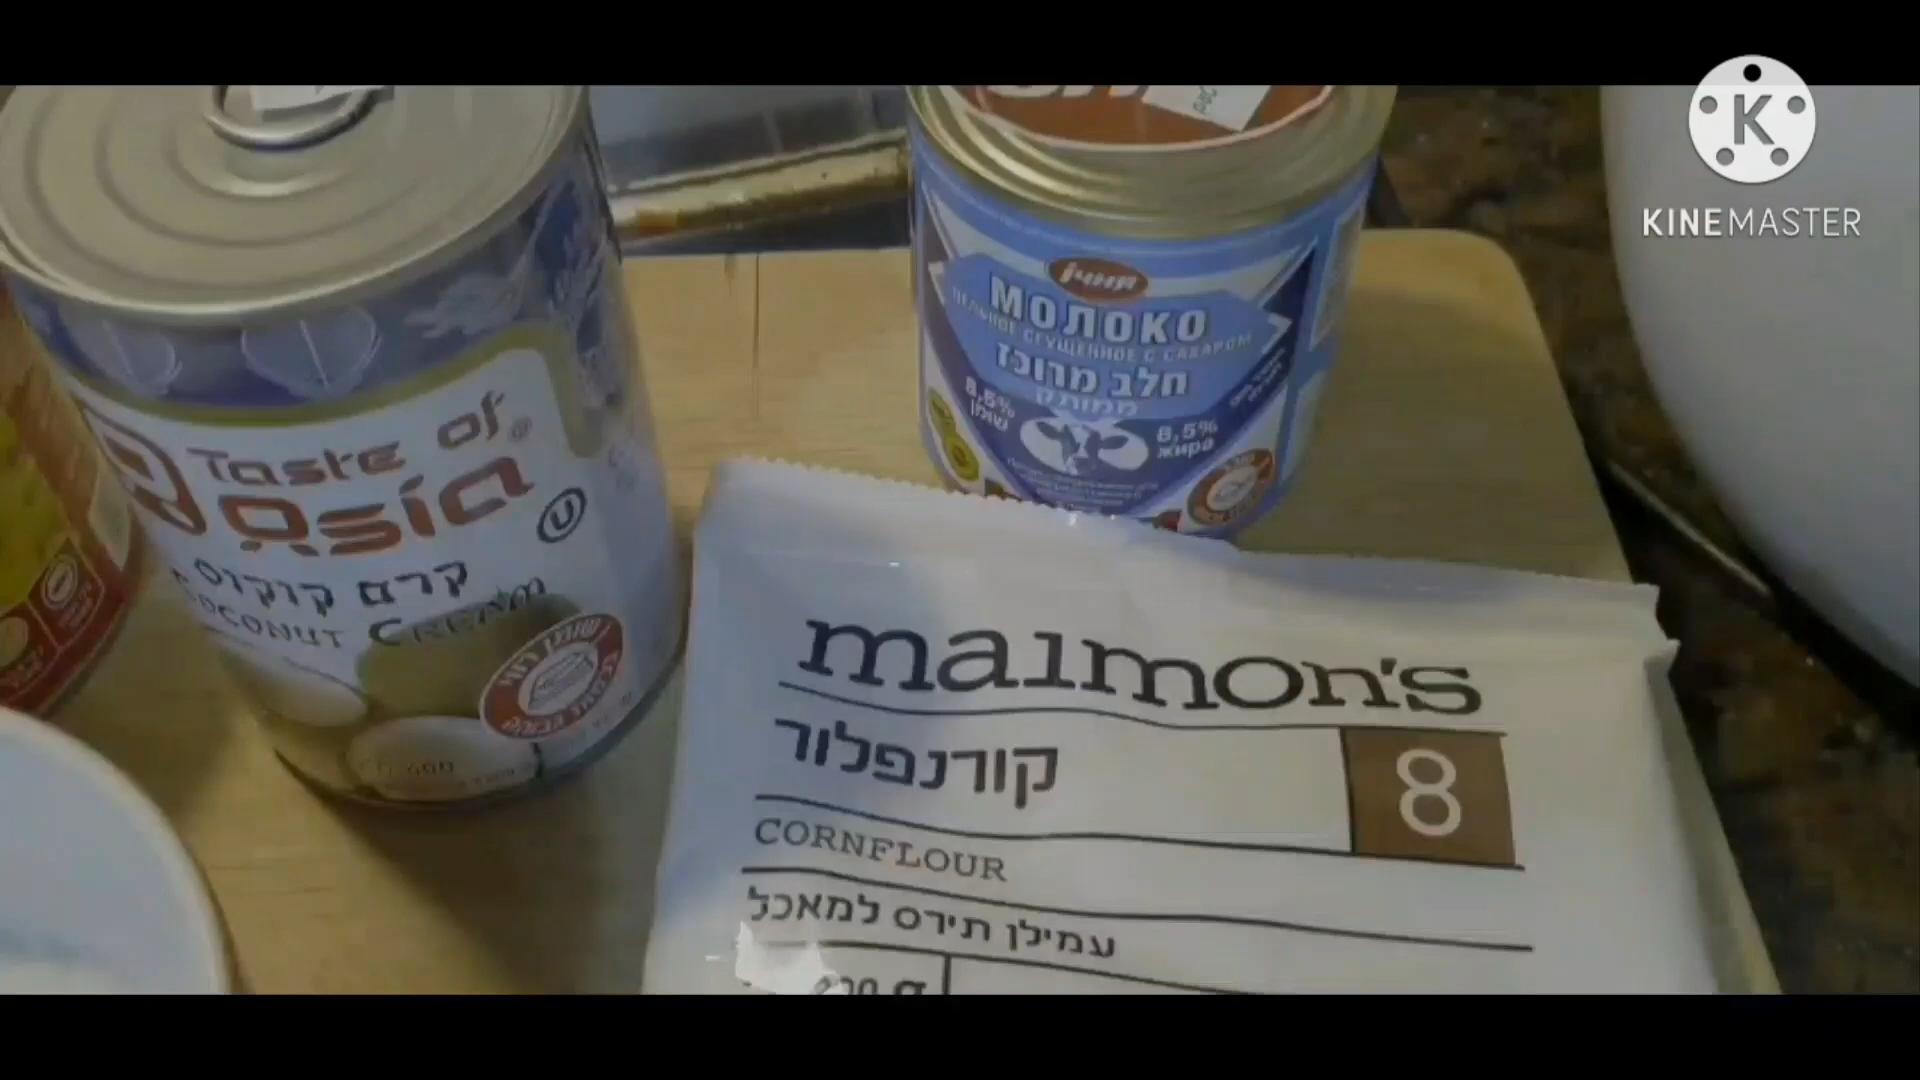 K
KINEMASTER
Taste of
Asia
U
קרם קוקוס
COCONUT CREAM
МОЛОКО
ЦЕЛЬНОЕ СГУЩЕННОЕ С САХАРОМ
חלב מרוכז
ממותק
8,5%
שומן
8,5%
жира
maimon's
קורנפלור
8
CORNFLOUR
עמילן תירס למאכל